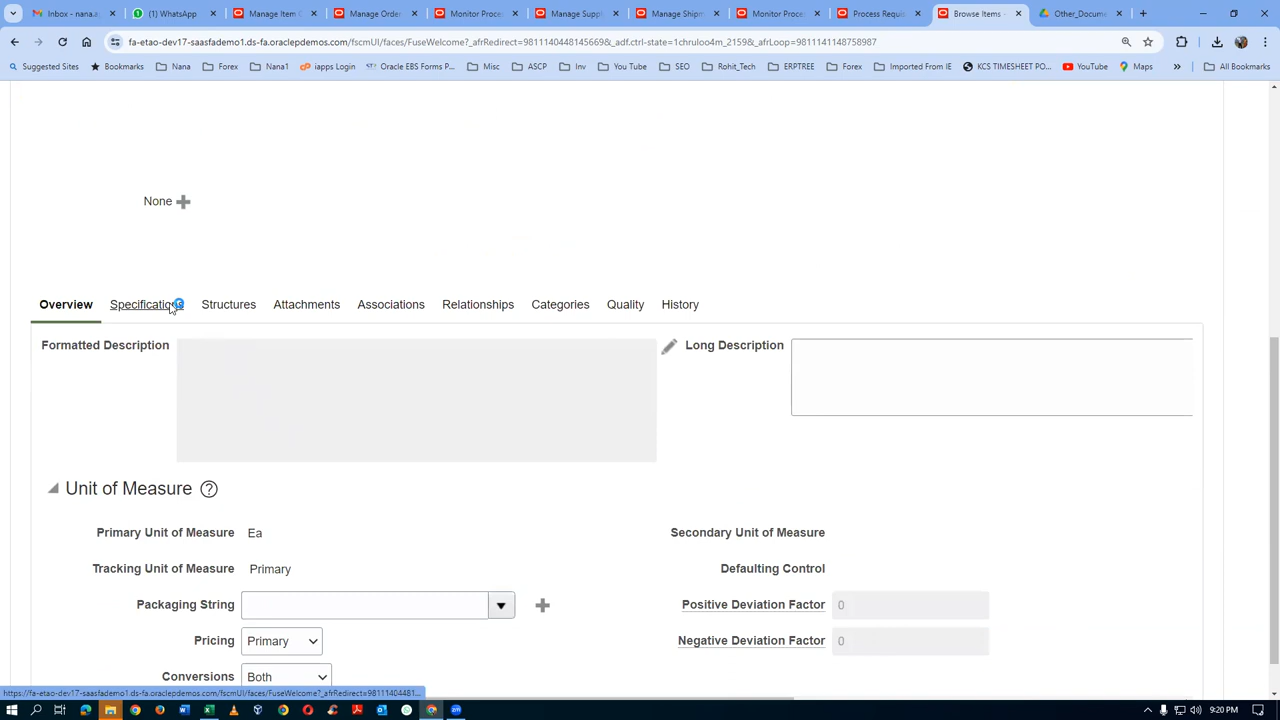 Inbox - nana.
(1) WhatsApp
Manage Item C
Manage Order
Monitor Proce
Manage Suppl
Manage Shipm
Monitor Proce
Process Requi
Browse Items -
Other_Docume
fa-etao-dev17-saasfademo1.ds-fa.oraclepdemos.com/fscmUI/faces/FuseWelcome?_afrRedirect=9811140448145669&_adf.ctrl-state=1chruloo4m_2159&_afrLoop=9811141148758987
Suggested Sites
Bookmarks
Nana
Forex
Nana1
iapps Login
Oracle EBS Forms P...
Misc
ASCP
Inv
You Tube
SEO
Rohit_Tech
ERPTREE
Forex
Imported From IE
KCS TIMESHEET PO...
YouTube
Maps
All Bookmarks
None
Overview
Specification
Structures
Attachments
Associations
Relationships
Categories
Quality
History
Formatted Description
Long Description
Unit of Measure
Primary Unit of Measure Ea
Secondary Unit of Measure
Tracking Unit of Measure Primary
Defaulting Control
Packaging String
Positive Deviation Factor 0
Pricing Primary
Negative Deviation Factor 0
Conversions Both
https://fa-etao-dev17-saasfademo1.ds-fa.oraclepdemos.com/fscmUI/faces/FuseWelcome?_afrRedirect=98111404481...
9:20 PM